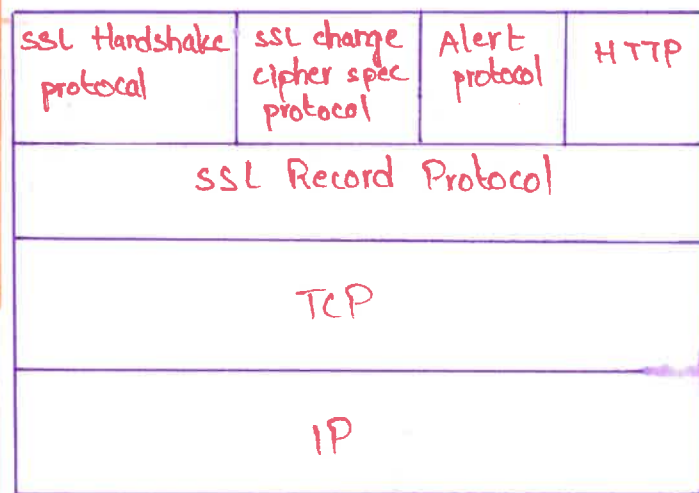 SSL Handshake
protocal
SSL change
cipher spec
protocol
Alert
protocol
HTTP
SSL Record Protocol
TCP
IP